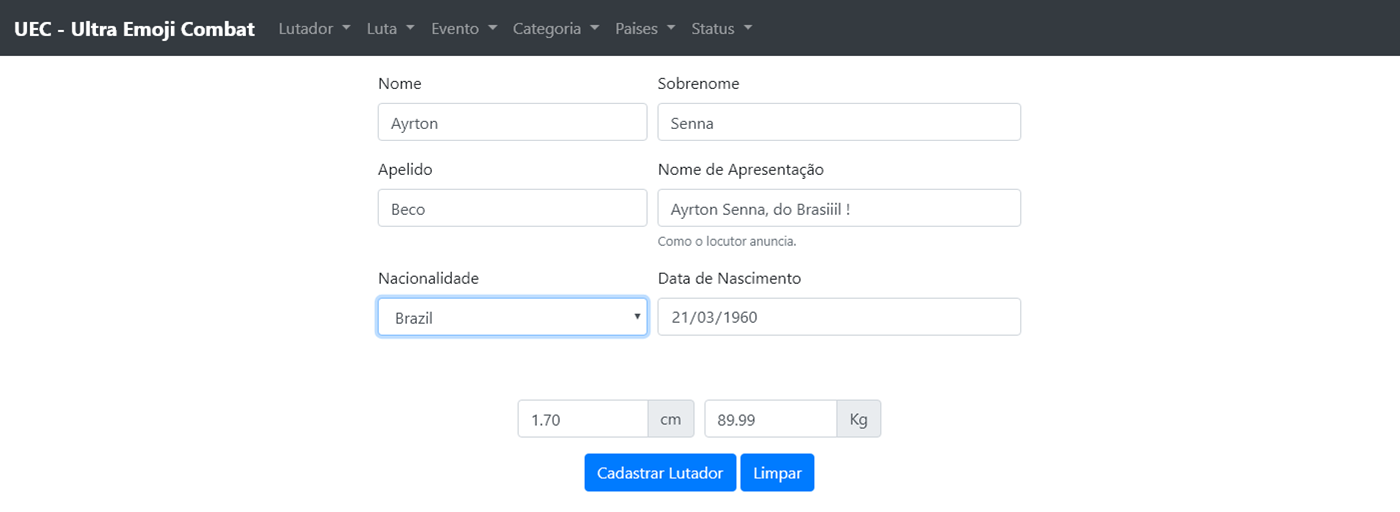 UEC - Ultra Emoji Combat Lutador Luta Evento Categoria Paises Status
Nome Sobrenome
Ayrton Senna
Apelido Nome de Apresentação
Beco Ayrton Senna, do Brasiiil !
Como o locutor anuncia.
Nacionalidade Data de Nascimento
Brazil 21/03/1960
1.70 cm 89.99 Kg
Cadastrar Lutador Limpar